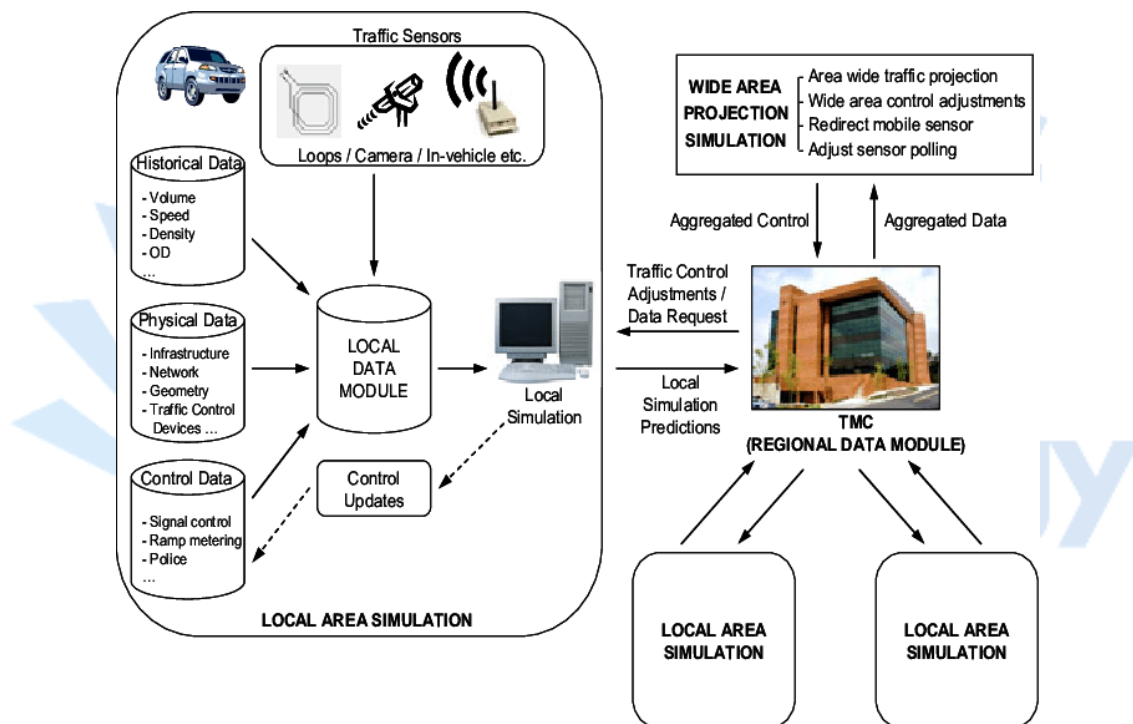 Traffic Sensors
Loops / Camera / In-vehicle etc.
Historical Data
- Volume
- Speed
- Density
- OD
...
Physical Data
- Infrastructure
- Network
- Geometry
- Traffic Control
Devices ...
Control Data
- Signal control
- Ramp metering
- Police
...
LOCAL
DATA
MODULE
Local
Simulation
Control
Updates
LOCAL AREA SIMULATION
WIDE AREA
PROJECTION
SIMULATION
Area wide traffic projection
Wide area control adjustments
Redirect mobile sensor
Adjust sensor polling
Aggregated Control
Aggregated Data
Traffic Control
Adjustments /
Data Request
Local
Simulation
Predictions
TMC
(REGIONAL DATA MODULE)
LOCAL AREA
SIMULATION
LOCAL AREA
SIMULATION